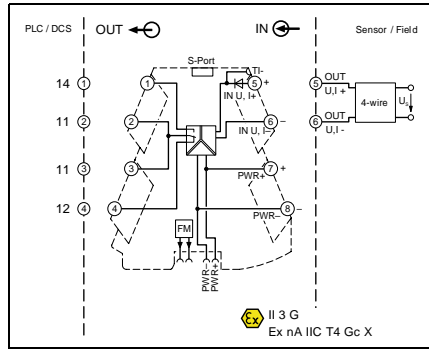 PLC / DCS OUT IN Sensor / Field
S-Port
TI-
14 1 1 5 + 5 OUT
IN U, I+ U,I +
4-wire
11 2 2 6 – 6 OUT
IN U, I– U,I -
11 3 3 7 +
PWR+
12 4 4 8 –
PWR–
FM
PWR– PWR+
Ex II 3 G
Ex nA IIC T4 Gc X